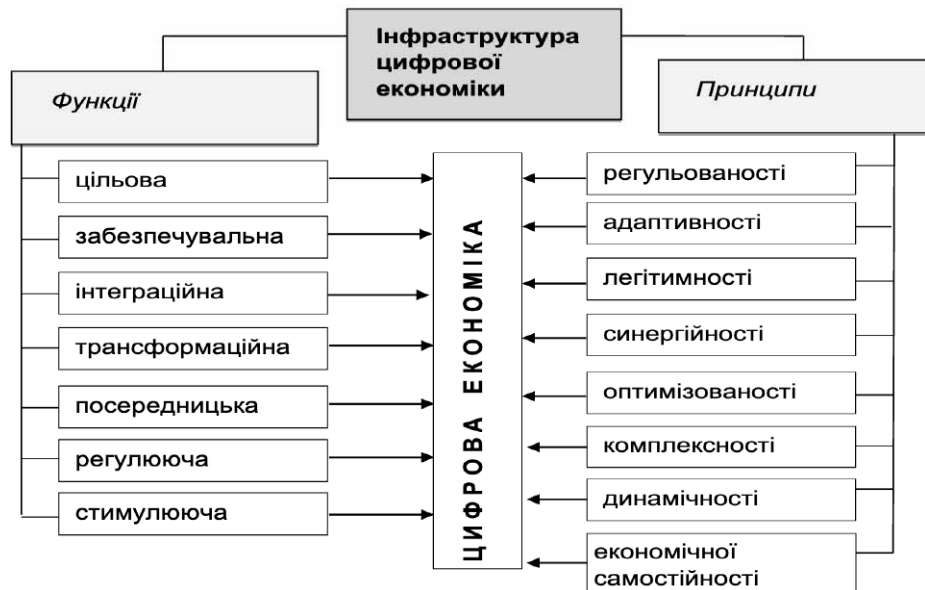 Інфраструктура
цифрової
економіки
Функції
цільова
забезпечувальна
інтеграційна
трансформаційна
посередницька
регулююча
стимулююча
ЦИФРОВА ЕКОНОМІКА
Принципи
регульованості
адаптивності
легітимності
синергійності
оптимізованості
комплексності
динамічності
економічної
самостійності